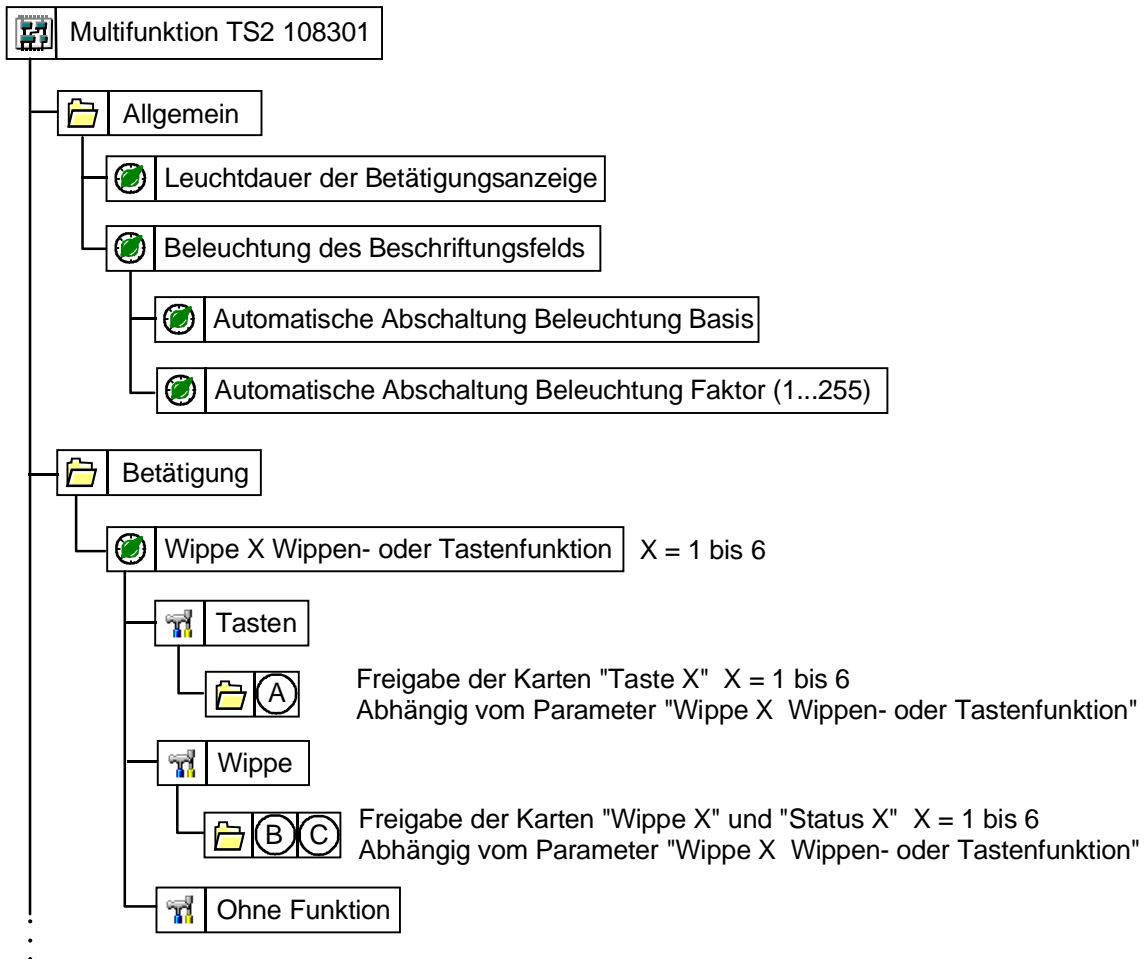 Multifunktion TS2 108301
Allgemein
Leuchtdauer der Betätigungsanzeige
Beleuchtung des Beschriftungsfelds
Automatische Abschaltung Beleuchtung Basis
Automatische Abschaltung Beleuchtung Faktor (1...255)
Betätigung
Wippe X Wippen- oder Tastenfunktion X = 1 bis 6
Tasten
A Freigabe der Karten "Taste X" X = 1 bis 6
Abhängig vom Parameter "Wippe X Wippen- oder Tastenfunktion"
Wippe
B C Freigabe der Karten "Wippe X" und "Status X" X = 1 bis 6
Abhängig vom Parameter "Wippe X Wippen- oder Tastenfunktion"
Ohne Funktion